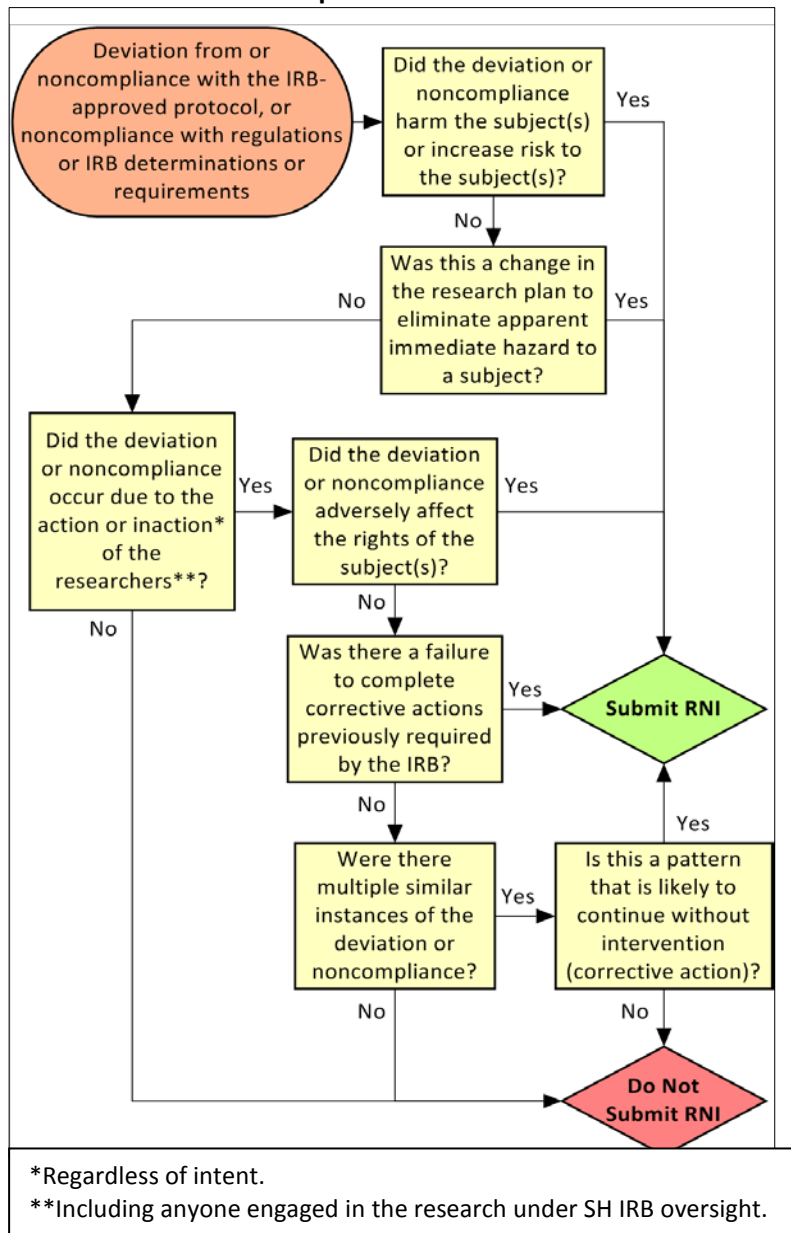 Deviation from or
noncompliance with the IRB-
approved protocol, or
noncompliance with regulations
or IRB determinations or
requirements
Did the deviation or
noncompliance
harm the subject(s)
or increase risk to
the subject(s)?
Yes
No
Was this a change in
the research plan to
eliminate apparent
immediate hazard to
a subject?
No
Yes
Did the deviation
or noncompliance
occur due to the
action or inaction*
of the
researchers**?
Yes
No
Did the deviation
or noncompliance
adversely affect
the rights of the
subject(s)?
Yes
No
Was there a failure
to complete
corrective actions
previously required
by the IRB?
Yes
No
Submit RNI
Were there
multiple similar
instances of the
deviation or
noncompliance?
Yes
No
Is this a pattern
that is likely to
continue without
intervention
(corrective action)?
Yes
No
Do Not
Submit RNI
*Regardless of intent.
**Including anyone engaged in the research under SH IRB oversight.